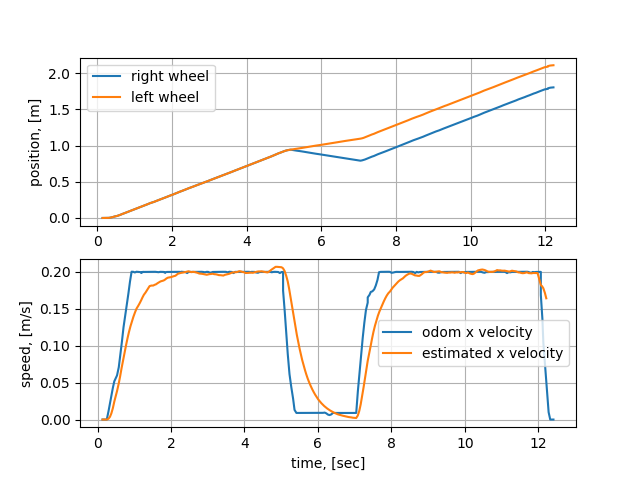 2.0
1.5
1.0
0.5
0.0
position, [m]
right wheel
left wheel
0 2 4 6 8 10 12
0.20
0.15
0.10
0.05
0.00
speed, [m/s]
odom x velocity
estimated x velocity
0 2 4 6 8 10 12
time, [sec]